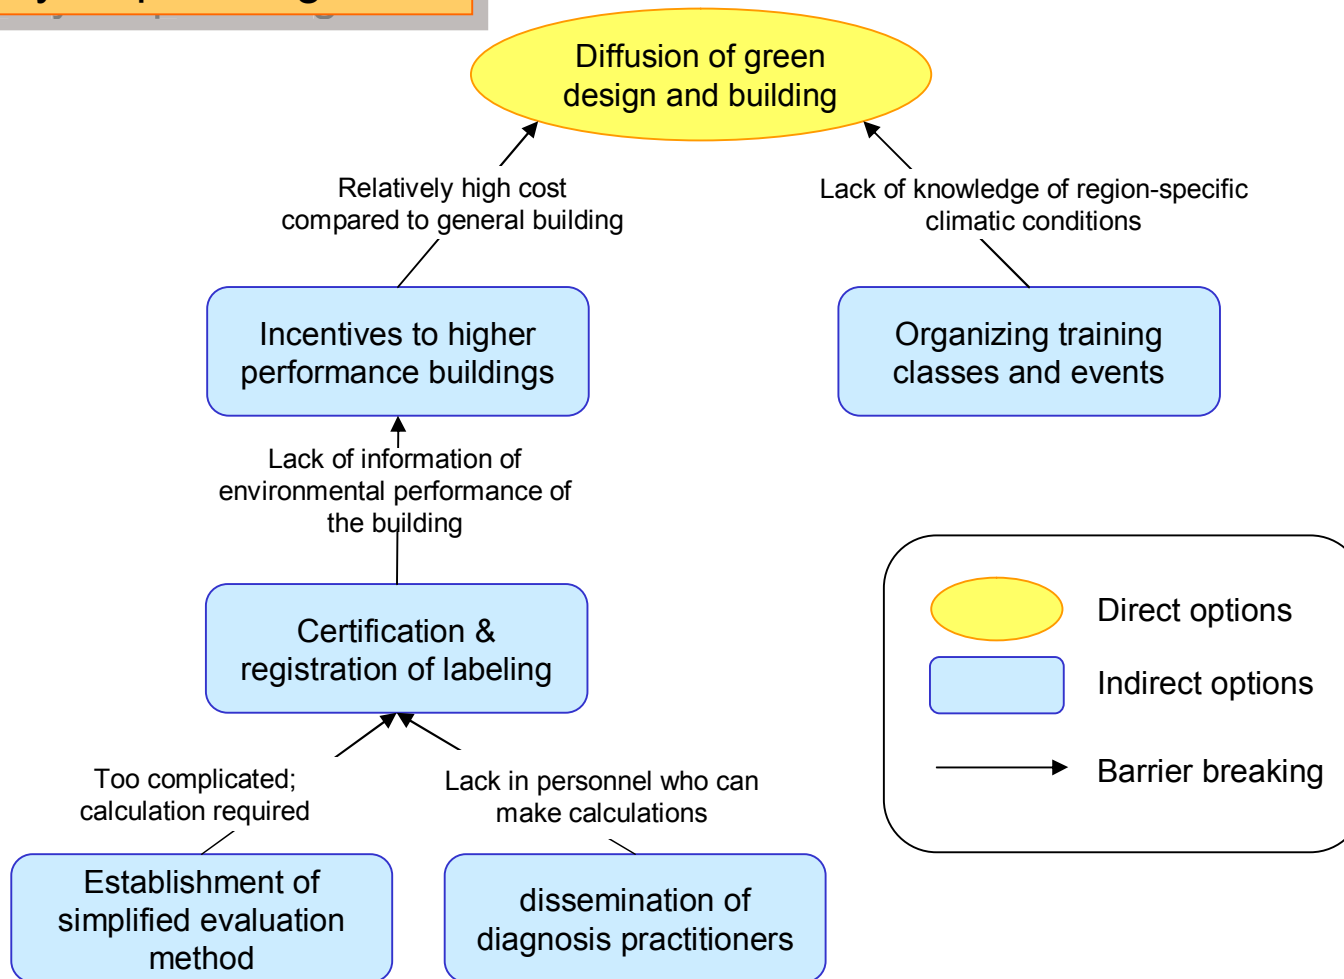 Diffusion of green
design and building
Relatively high cost
compared to general building
Lack of knowledge of region-specific
climatic conditions
Incentives to higher
performance buildings
Organizing training
classes and events
Lack of information of
environmental performance of
the building
Certification &
registration of labeling
Direct options
Indirect options
Barrier breaking
Too complicated;
calculation required
Lack in personnel who can
make calculations
Establishment of
simplified evaluation
method
dissemination of
diagnosis practitioners